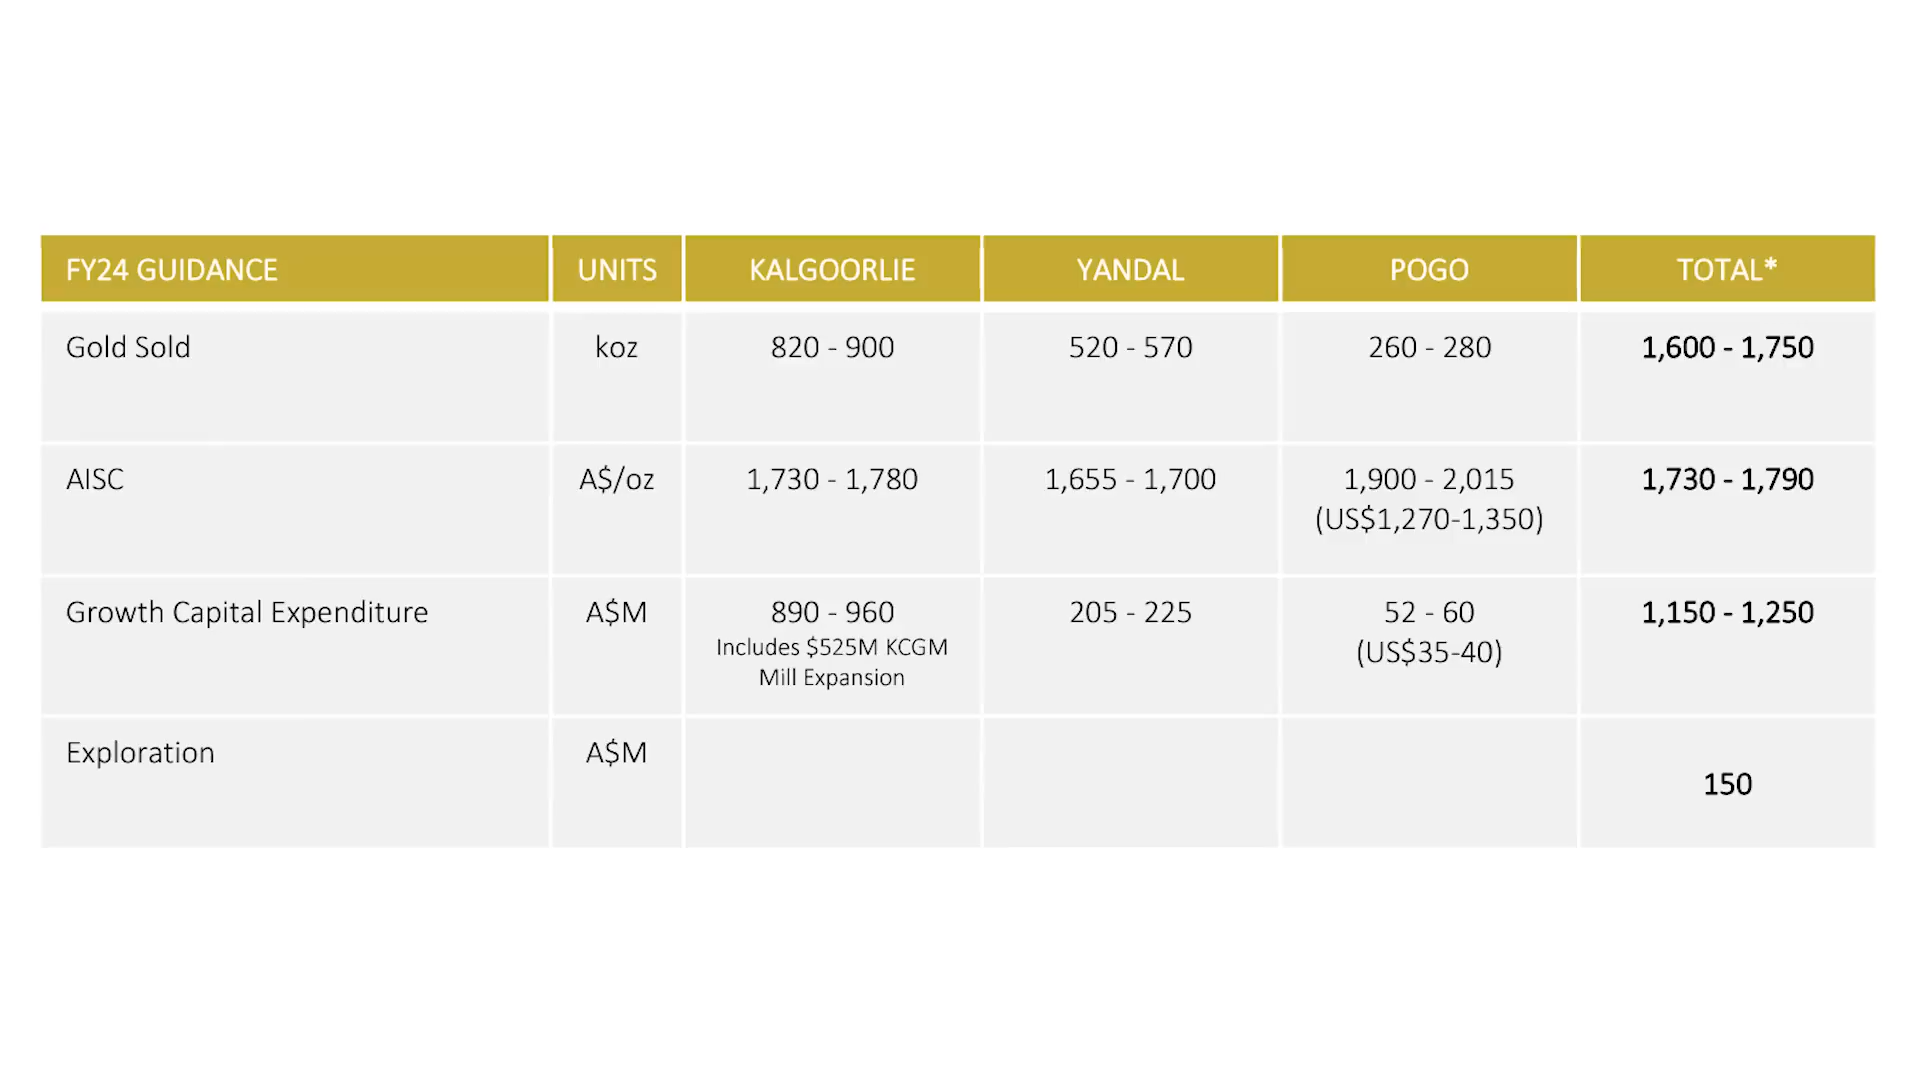 FY24 GUIDANCE UNITS KALGOORLIE YANDAL POGO TOTAL*
Gold Sold koz 820 - 900 520 - 570 260 - 280 1,600 - 1,750
AISC A$/oz 1,730 - 1,780 1,655 - 1,700 1,900 - 2,015 1,730 - 1,790
(US$1,270-1,350)
Growth Capital Expenditure A$M 890 - 960 205 - 225 52 - 60 1,150 - 1,250
Includes $525M KCGM (US$35-40)
Mill Expansion
Exploration A$M
150